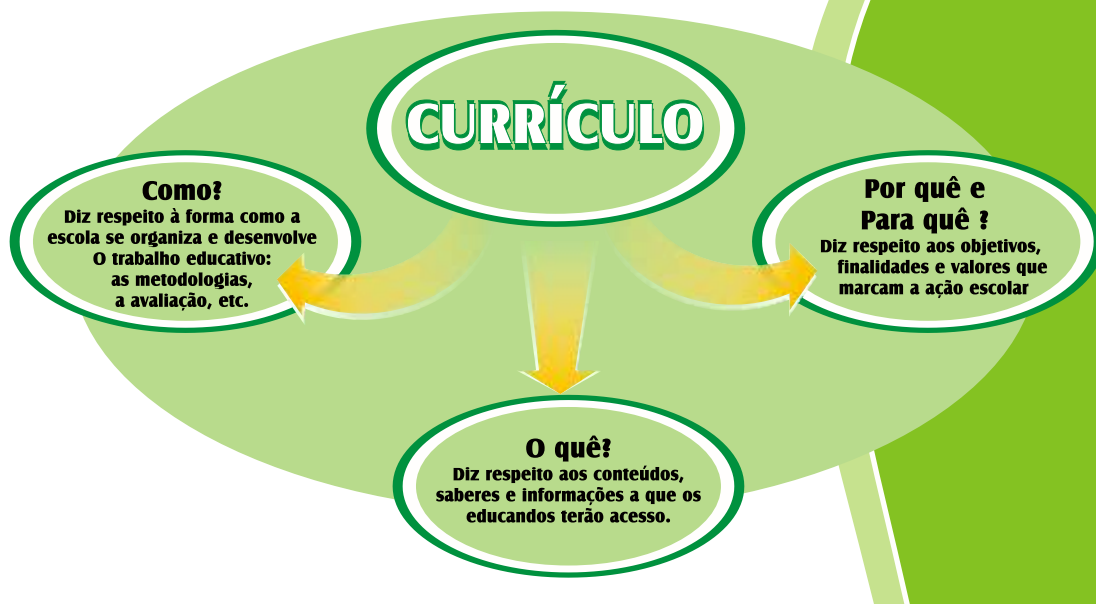 CURRÍCULO
Como?
Diz respeito à forma como a
escola se organiza e desenvolve
O trabalho educativo:
as metodologias,
a avaliação, etc.
Por quê e
Para quê ?
Diz respeito aos objetivos,
finalidades e valores que
marcam a ação escolar
O quê?
Diz respeito aos conteúdos,
saberes e informações a que os
educandos terão acesso.